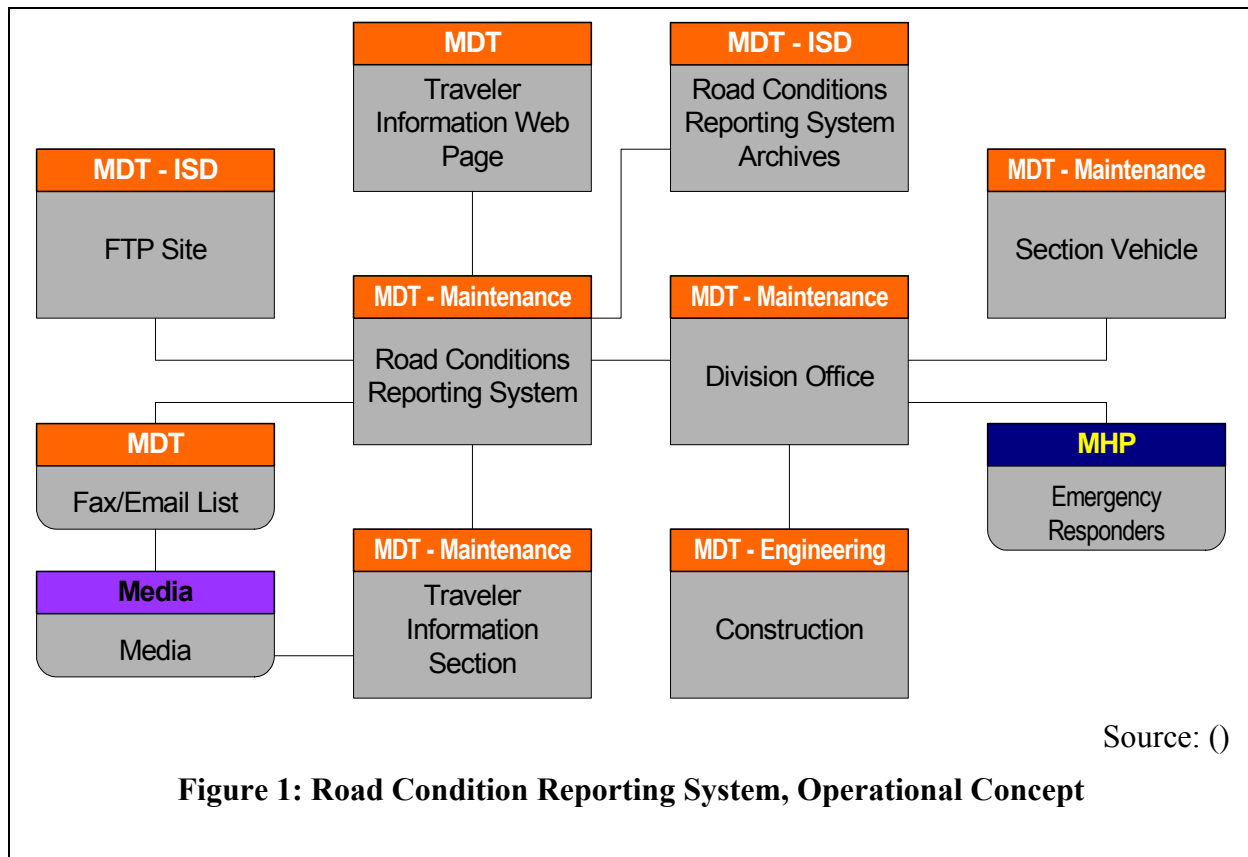 MDT
Traveler
Information Web
Page
MDT - ISD
Road Conditions
Reporting System
Archives
MDT - ISD
FTP Site
MDT - Maintenance
Section Vehicle
MDT - Maintenance
Road Conditions
Reporting System
MDT - Maintenance
Division Office
MDT
Fax/Email List
MHP
Emergency
Responders
Media
Media
MDT - Maintenance
Traveler
Information
Section
MDT - Engineering
Construction
Source: ()
Figure 1: Road Condition Reporting System, Operational Concept